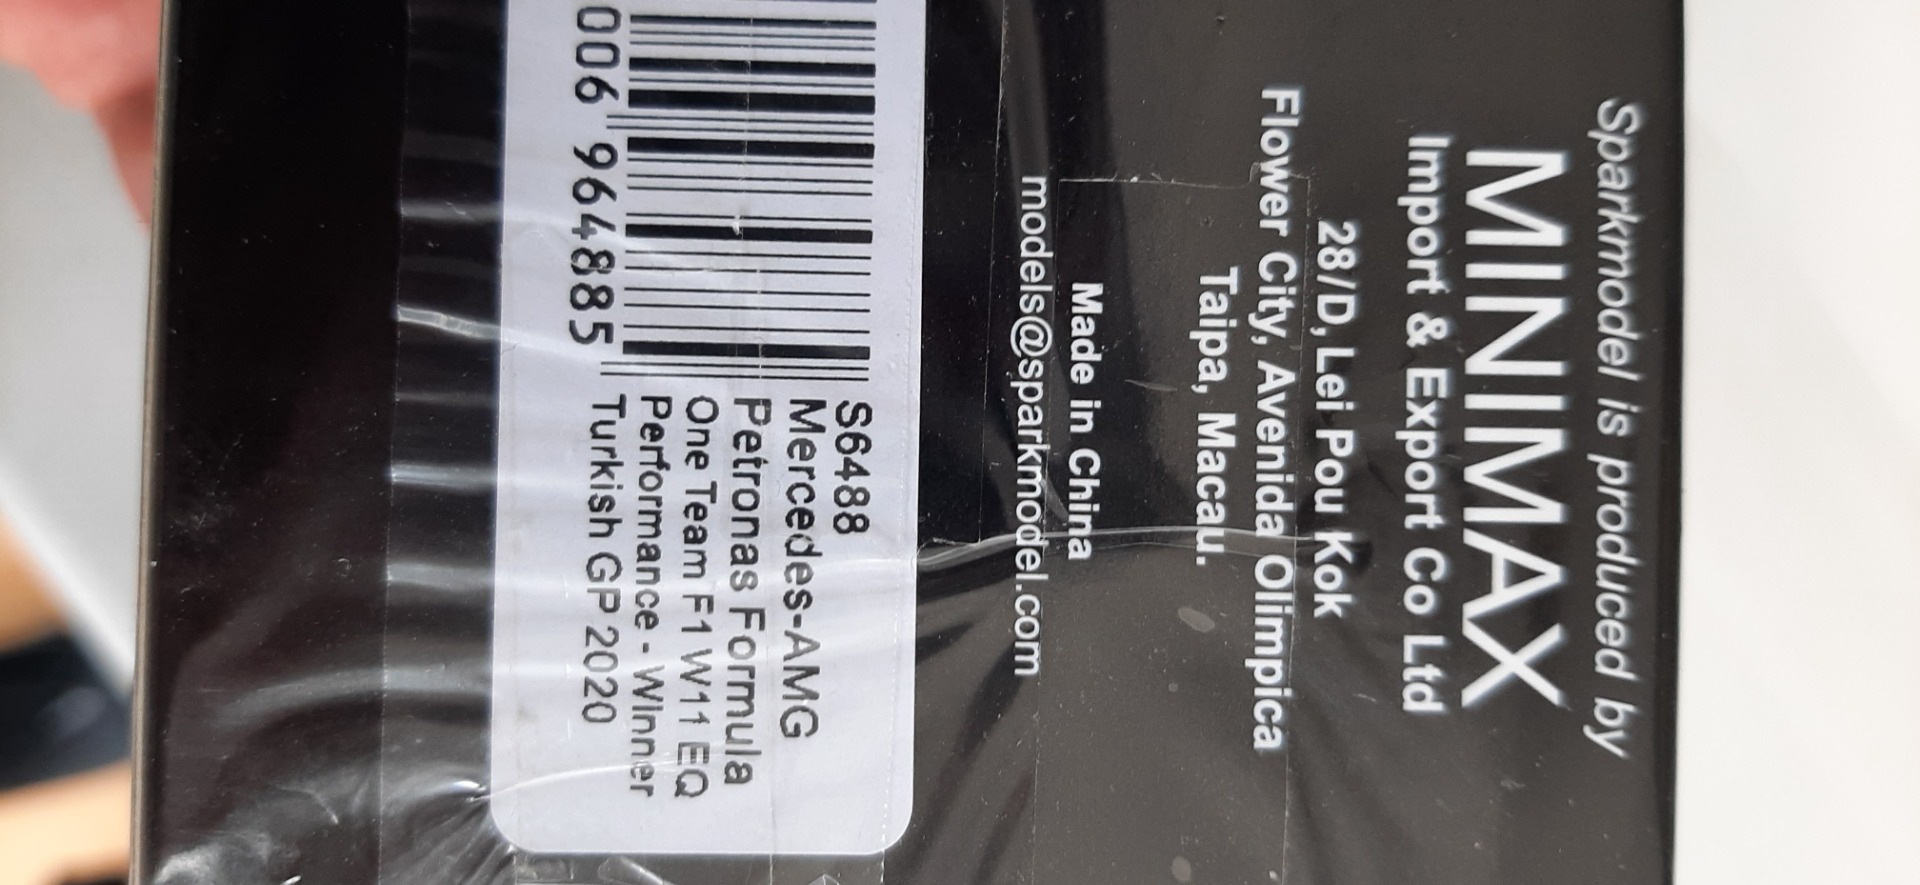 Sparkmodel is produced by
MINIMAX
Import & Export Co Ltd
28/D, Lei Pou Kok
Flower City, Avenida Olimpica
Taipa, Macau.
Made in China
models@sparkmodel.com
S6488
Mercedes-AMG
Petronas Formula
One Team F1 W11 EQ
Performance - Winner
Turkish GP 2020
006 964885